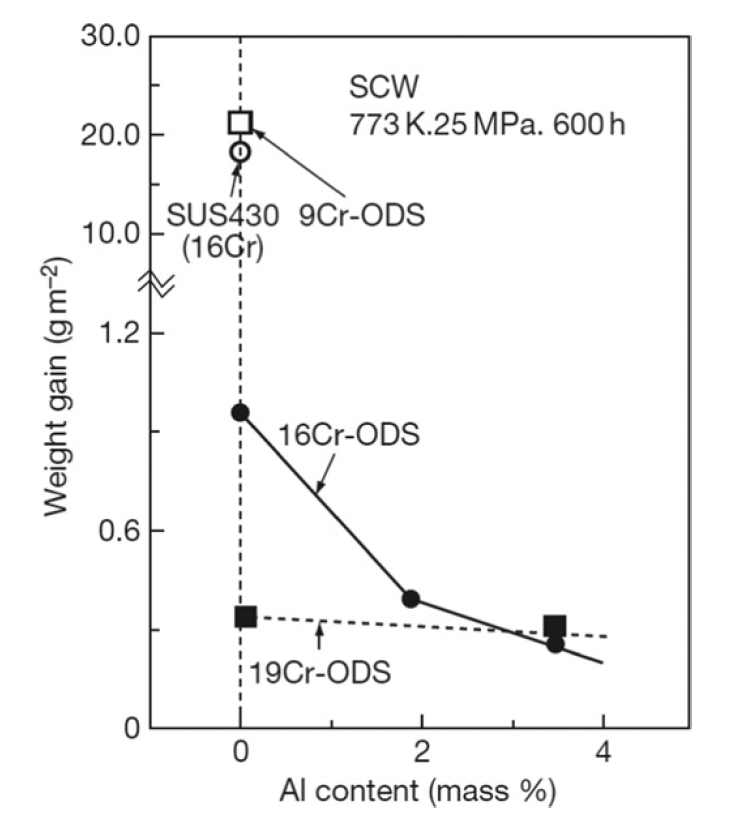 30.0
SCW
773 K.25 MPa. 600 h
20.0
SUS430 9Cr-ODS
(16Cr)
10.0
Weight gain (g m−2)
1.2
16Cr-ODS
0.6
19Cr-ODS
0
0 2 4
Al content (mass %)